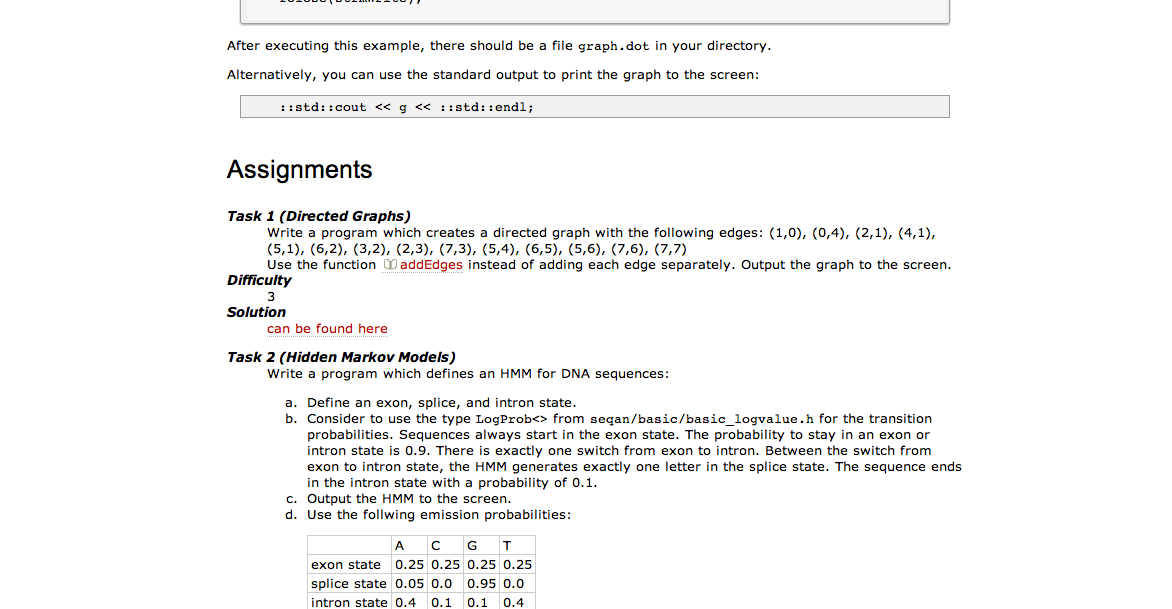 After executing this example, there should be a file graph.dot in your directory.
Alternatively, you can use the standard output to print the graph to the screen:
::std::cout << g << ::std::endl;
Assignments
Task 1 (Directed Graphs)
Write a program which creates a directed graph with the following edges: (1,0), (0,4), (2,1), (4,1),
(5,1), (6,2), (3,2), (2,3), (7,3), (5,4), (6,5), (5,6), (7,6), (7,7)
Use the function addEdges instead of adding each edge separately. Output the graph to the screen.
Difficulty
3
Solution
can be found here
Task 2 (Hidden Markov Models)
Write a program which defines an HMM for DNA sequences:
a. Define an exon, splice, and intron state.
b. Consider to use the type LogProb<> from seqan/basic/basic_logvalue.h for the transition
probabilities. Sequences always start in the exon state. The probability to stay in an exon or
intron state is 0.9. There is exactly one switch from exon to intron. Between the switch from
exon to intron state, the HMM generates exactly one letter in the splice state. The sequence ends
in the intron state with a probability of 0.1.
c. Output the HMM to the screen.
d. Use the follwing emission probabilities:
A C G T
exon state 0.25 0.25 0.25 0.25
splice state 0.05 0.0 0.95 0.0
intron state 0.4 0.1 0.1 0.4